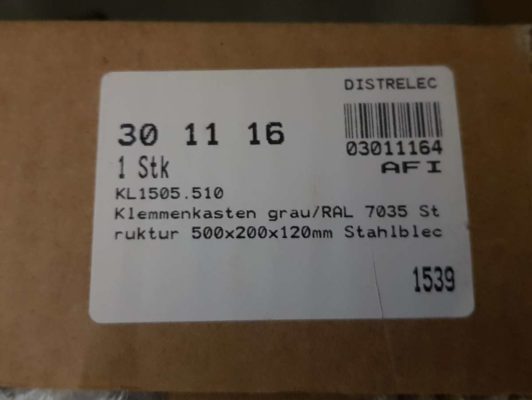 DISTRELEC
30 11 16
03011164
1 Stk
AFI
KL1505.510
Klemmenkasten grau/RAL 7035 St
ruktur 500x200x120mm Stahlblec
1539